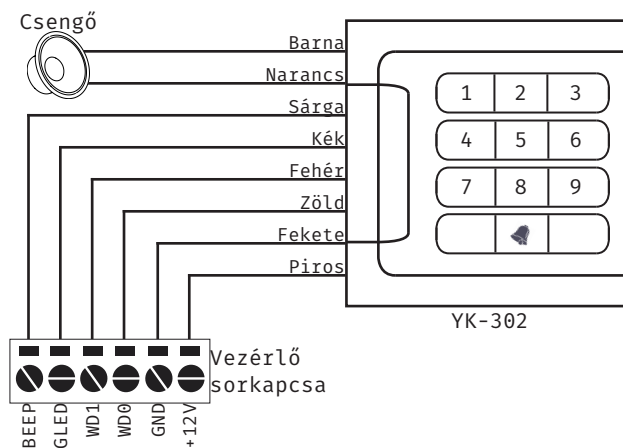 Csengő
Barna
Narancs
Sárga
Kék
Fehér
Zöld
Fekete
Piros
1 2 3
4 5 6
7 8 9
YK-302
Vezérlő
sorkapcsa
BEEP
GLED
WD1
WD0
GND
+12V